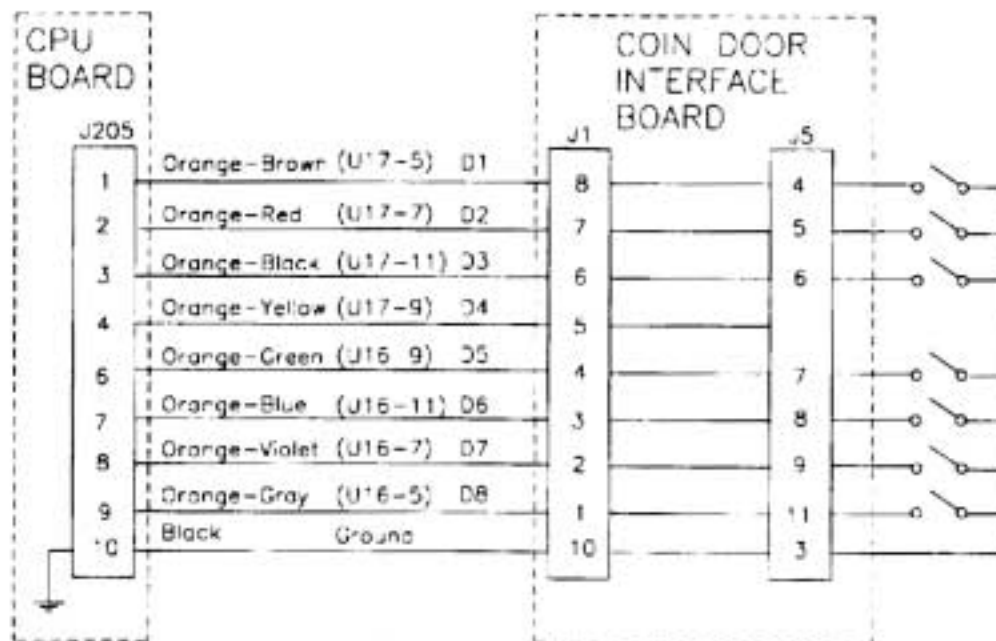 CPU
BOARD
COIN DOOR
INTERFACE
BOARD
J205
J1
J5
1 Orange-Brown (U17-5) D1 8 4
2 Orange-Red (U17-7) D2 7 5
3 Orange-Black (U17-11) D3 6 6
4 Orange-Yellow (U17-9) D4 5
6 Orange-Green (U16 9) D5 4 7
7 Orange-Blue (U16-11) D6 3 8
8 Orange-Violet (U16-7) D7 2 9
9 Orange-Gray (U16-5) D8 1 11
10 Black Ground 10 3